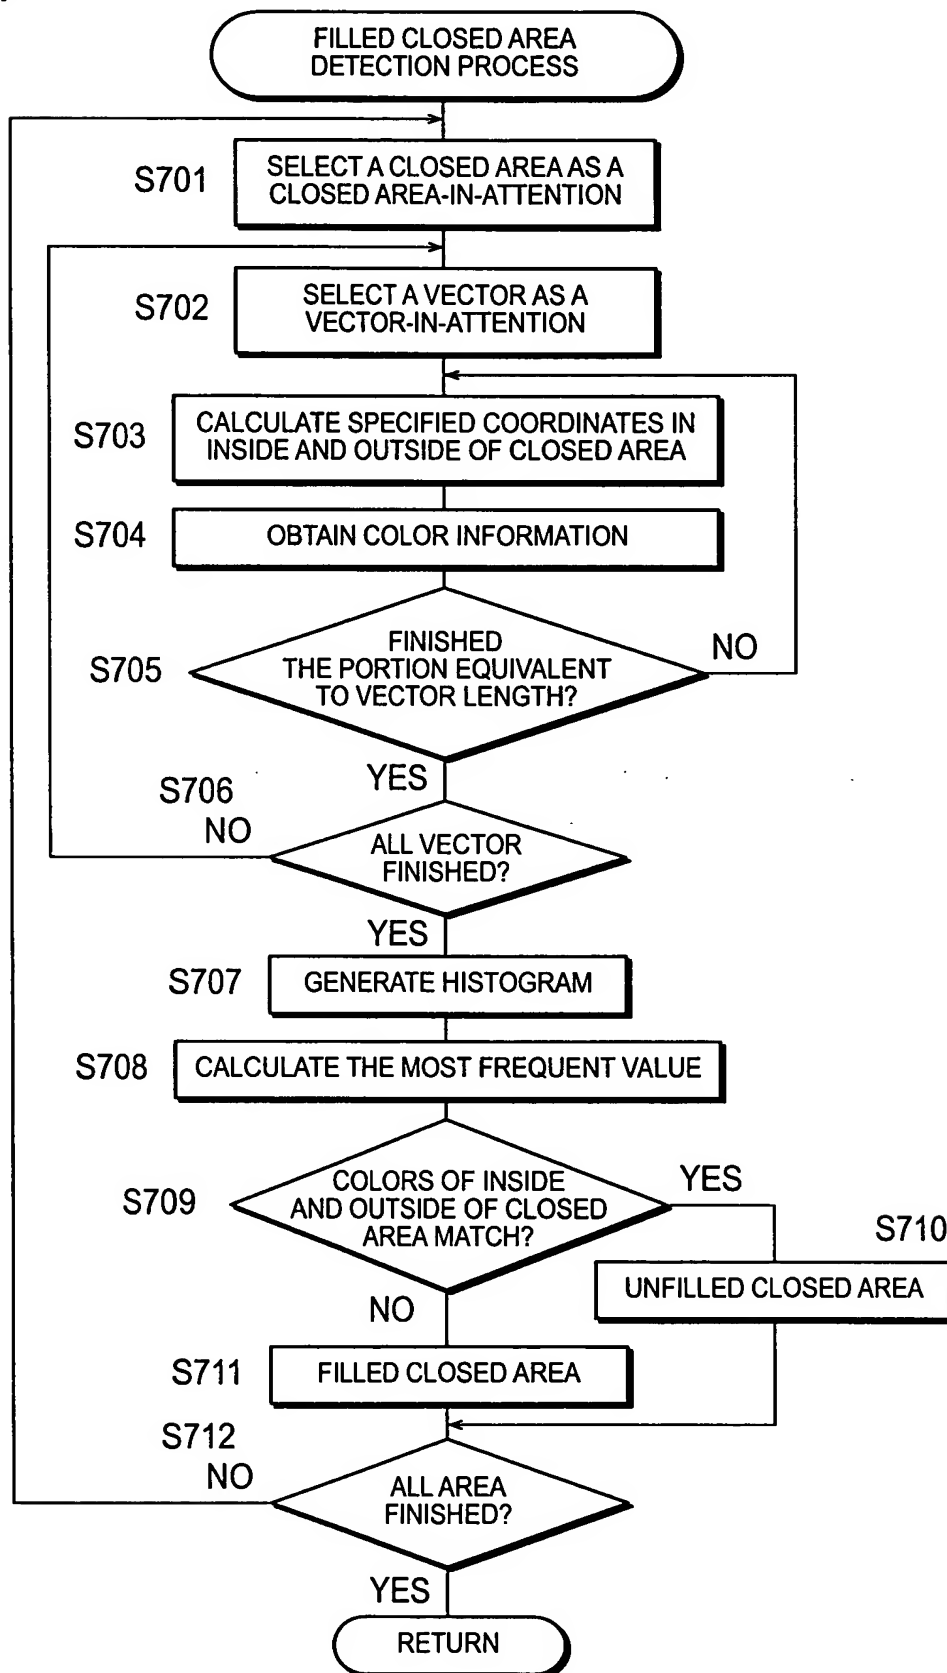 FILLED CLOSED AREA
DETECTION PROCESS
S701
SELECT A CLOSED AREA AS A
CLOSED AREA-IN-ATTENTION
S702
SELECT A VECTOR AS A
VECTOR-IN-ATTENTION
S703
CALCULATE SPECIFIED COORDINATES IN
INSIDE AND OUTSIDE OF CLOSED AREA
S704
OBTAIN COLOR INFORMATION
S705
FINISHED
THE PORTION EQUIVALENT
TO VECTOR LENGTH?
NO
YES
S706
NO
ALL VECTOR
FINISHED?
YES
S707
GENERATE HISTOGRAM
S708
CALCULATE THE MOST FREQUENT VALUE
S709
COLORS OF INSIDE
AND OUTSIDE OF CLOSED
AREA MATCH?
YES
S710
UNFILLED CLOSED AREA
NO
S711
FILLED CLOSED AREA
S712
NO
ALL AREA
FINISHED?
YES
RETURN